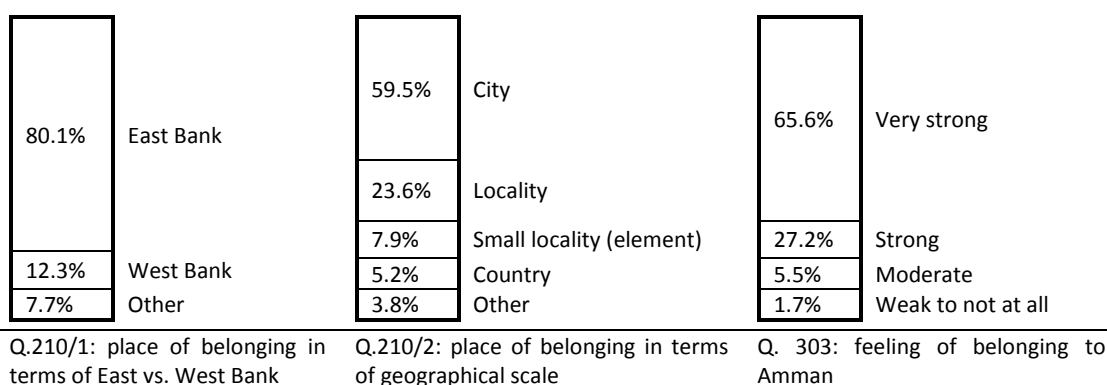 80.1% East Bank
12.3% West Bank
7.7% Other
Q.210/1: place of belonging in
terms of East vs. West Bank
59.5% City
23.6% Locality
7.9% Small locality (element)
5.2% Country
3.8% Other
Q.210/2: place of belonging in terms
of geographical scale
65.6% Very strong
27.2% Strong
5.5% Moderate
1.7% Weak to not at all
Q. 303: feeling of belonging to
Amman